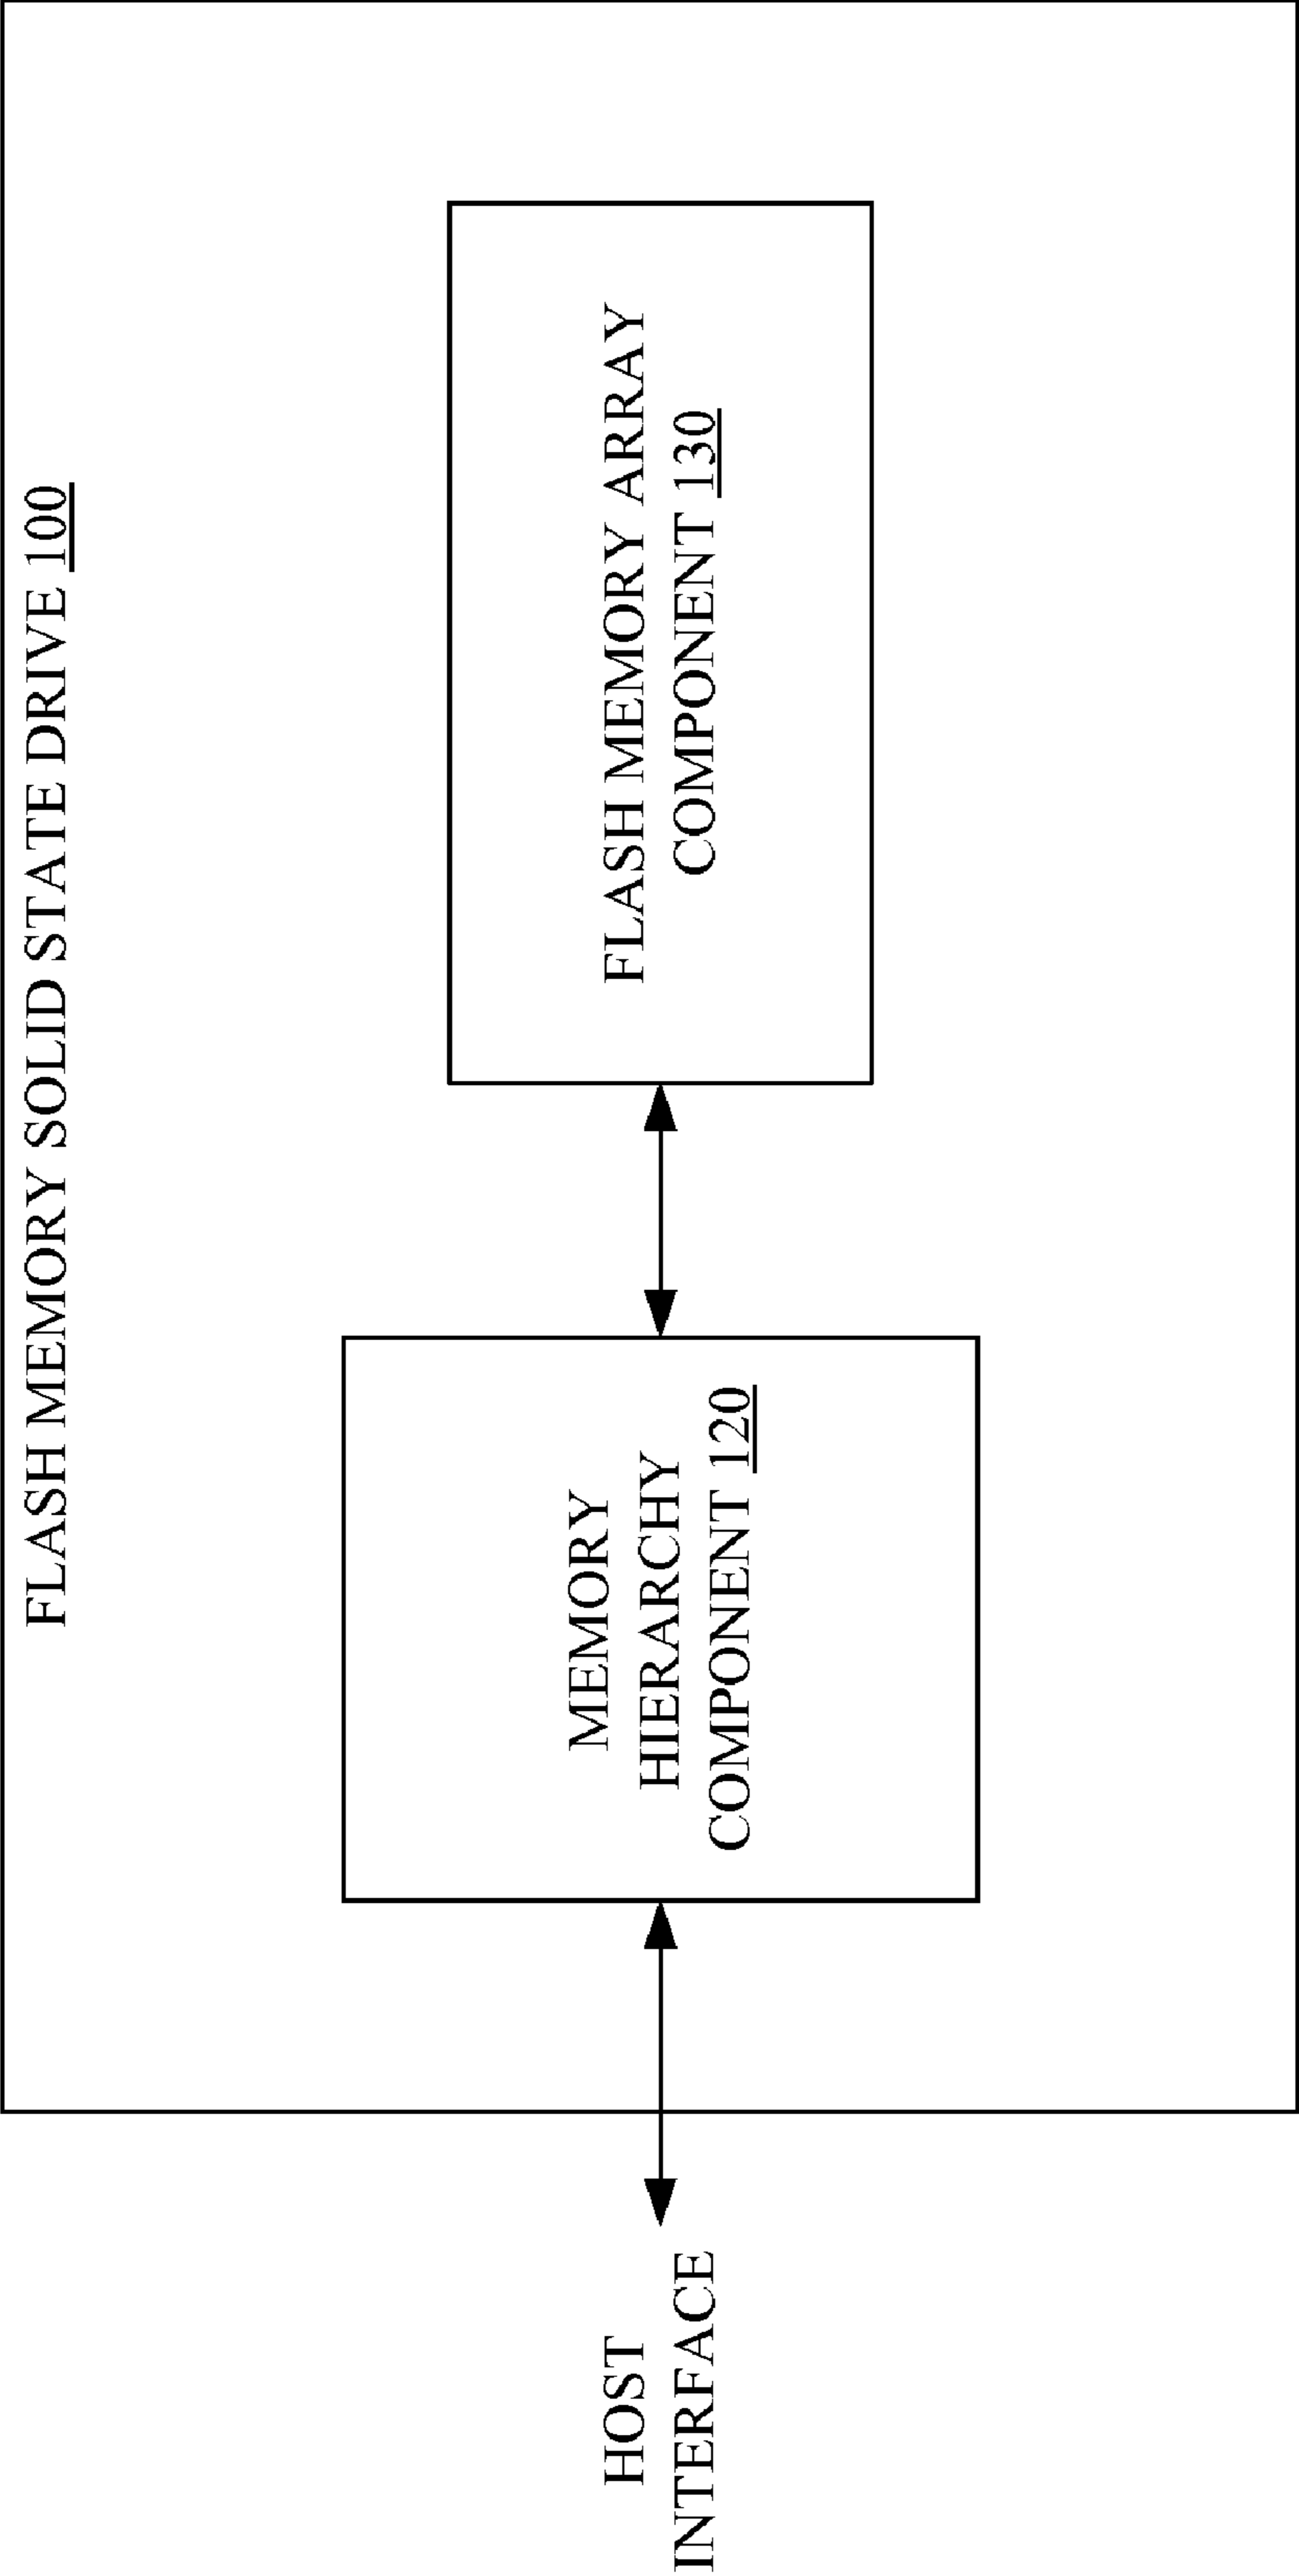 FLASH MEMORY SOLID STATE DRIVE 100
HOST
INTERFACE
MEMORY
HIERARCHY
COMPONENT 120
FLASH MEMORY ARRAY
COMPONENT 130